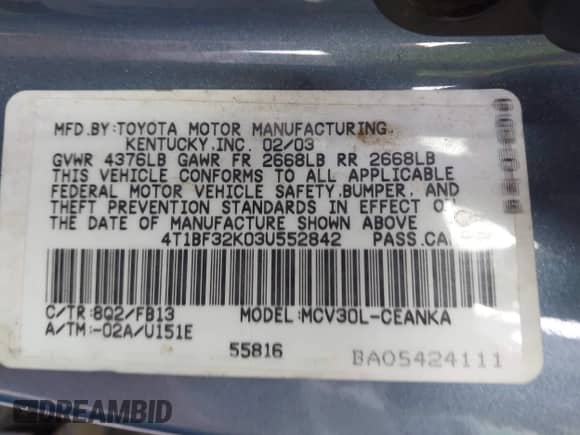 MFD.BY:TOYOTA MOTOR MANUFACTURING,
KENTUCKY,INC. 02/03
GVWR 4376LB GAWR FR 2668LB RR 2668LB
THIS VEHICLE CONFORMS TO ALL APPLICABLE
FEDERAL MOTOR VEHICLE SAFETY,BUMPER, AND
THEFT PREVENTION STANDARDS IN EFFECT ON
THE DATE OF MANUFACTURE SHOWN ABOVE
4T1BF32K03U552842 PASS.CAR
C/TR:8Q2/FB13 MODEL:MCV30L-CEANKA
A/TM:-02A/U151E
55816 BA05424111
DREAMBID